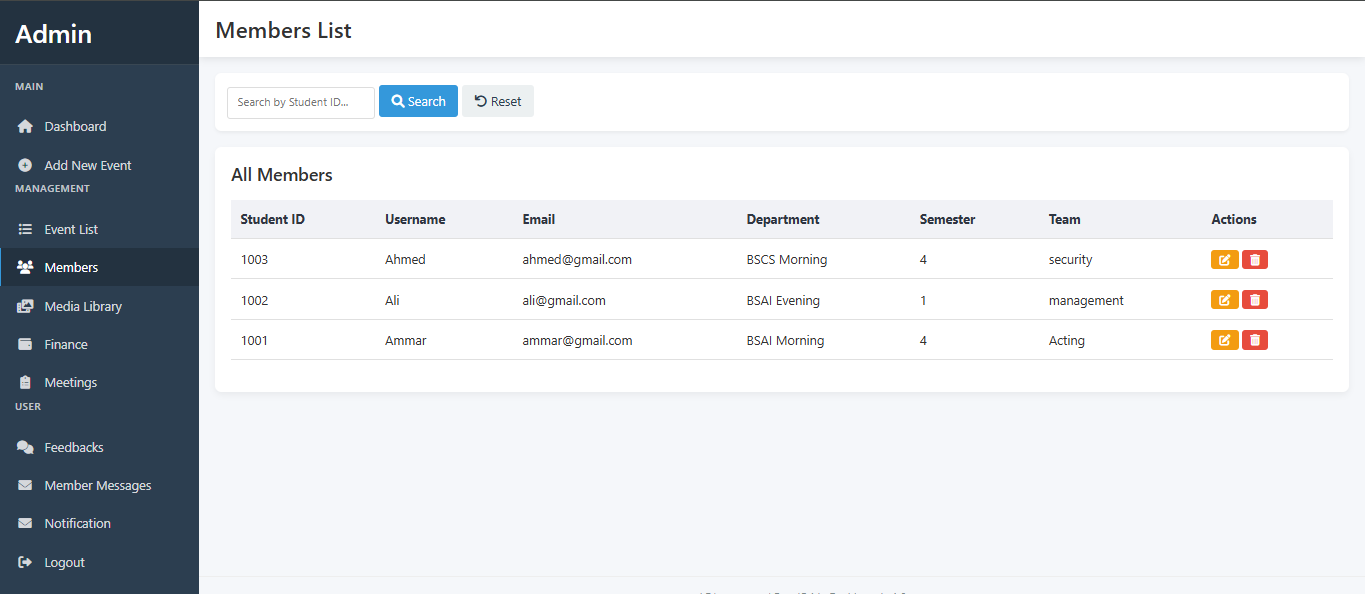 Admin
MAIN
Dashboard
Add New Event
MANAGEMENT
Event List
Members
Media Library
Finance
Meetings
USER
Feedbacks
Member Messages
Notification
Logout
Members List
Search by Student ID...
Search
Reset
All Members
Student ID Username Email Department Semester Team Actions
1003 Ahmed ahmed@gmail.com BSCS Morning 4 security
1002 Ali ali@gmail.com BSAI Evening 1 management
1001 Ammar ammar@gmail.com BSAI Morning 4 Acting